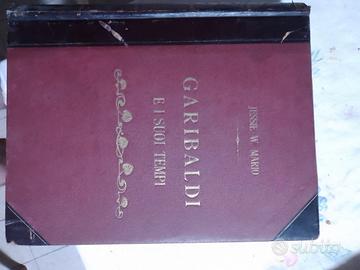 JESSIE W. MARIO
GARIBALDI
E I SUOI TEMPI
subito